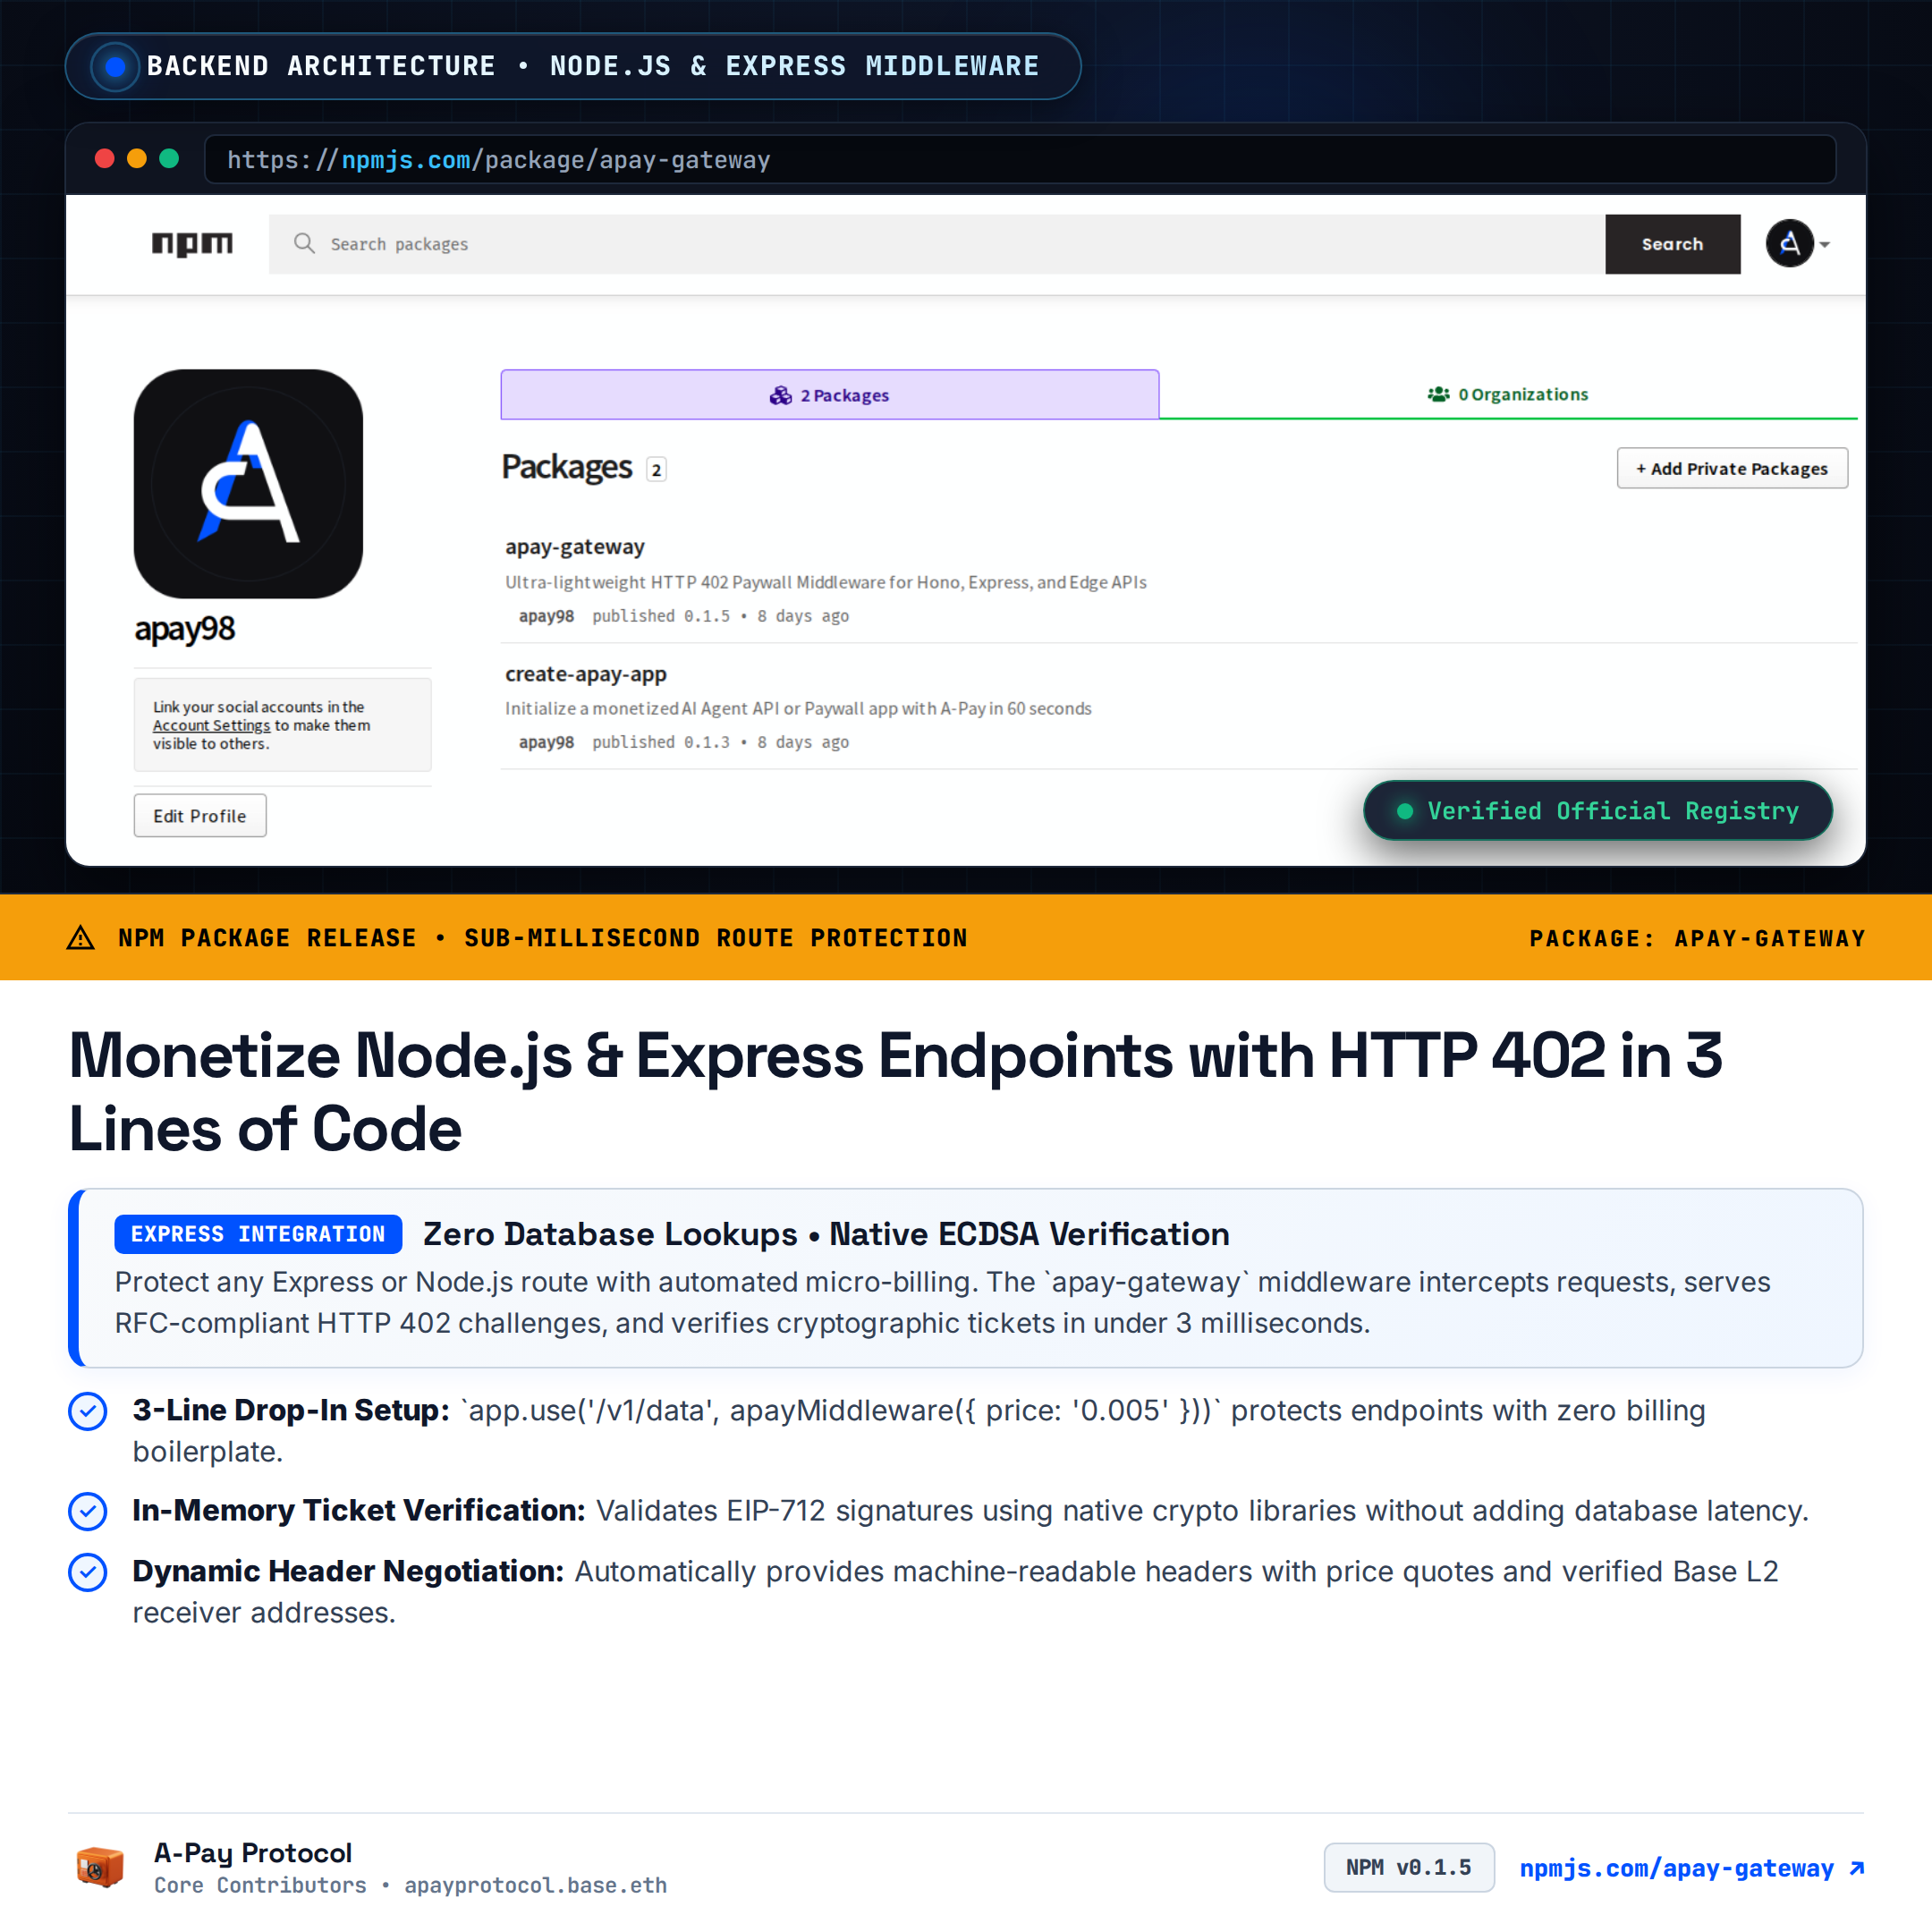 BACKEND ARCHITECTURE • NODE.JS & EXPRESS MIDDLEWARE
https://npmjs.com/package/apay-gateway
npm
Search packages
Search
2 Packages
0 Organizations
Packages 2
+ Add Private Packages
apay-gateway
Ultra-lightweight HTTP 402 Paywall Middleware for Hono, Express, and Edge APIs
apay98 published 0.1.5 • 8 days ago
create-apay-app
Initialize a monetized AI Agent API or Paywall app with A-Pay in 60 seconds
apay98 published 0.1.3 • 8 days ago
apay98
Link your social accounts in the
Account Settings to make them
visible to others.
Edit Profile
Verified Official Registry
NPM PACKAGE RELEASE • SUB-MILLISECOND ROUTE PROTECTION
PACKAGE: APAY-GATEWAY
Monetize Node.js & Express Endpoints with HTTP 402 in 3
Lines of Code
EXPRESS INTEGRATION Zero Database Lookups • Native ECDSA Verification
Protect any Express or Node.js route with automated micro-billing. The `apay-gateway` middleware intercepts requests, serves
RFC-compliant HTTP 402 challenges, and verifies cryptographic tickets in under 3 milliseconds.
3-Line Drop-In Setup: `app.use('/v1/data', apayMiddleware({ price: '0.005' }))` protects endpoints with zero billing
boilerplate.
In-Memory Ticket Verification: Validates EIP-712 signatures using native crypto libraries without adding database latency.
Dynamic Header Negotiation: Automatically provides machine-readable headers with price quotes and verified Base L2
receiver addresses.
A-Pay Protocol
Core Contributors • apayprotocol.base.eth
NPM v0.1.5
npmjs.com/apay-gateway ↗